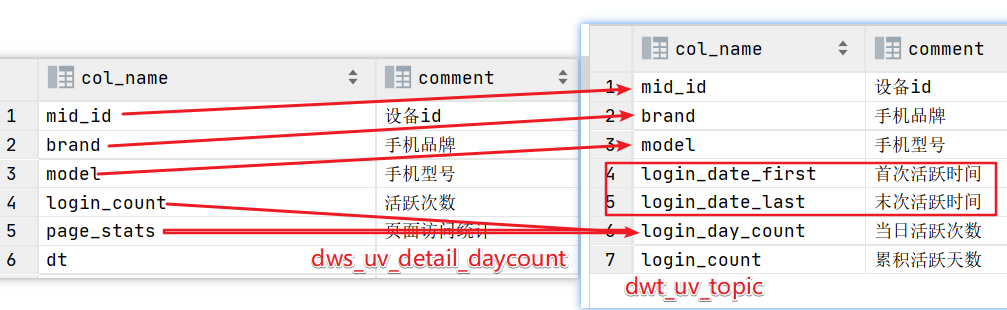 col_name comment
1 mid_id 设备id
2 brand 手机品牌
3 model 手机型号
4 login_count 活跃次数
5 page_stats 页面访问统计
6 dt
dws_uv_detail_daycount
col_name comment
1 mid_id 设备id
2 brand 手机品牌
3 model 手机型号
4 login_date_first 首次活跃时间
5 login_date_last 末次活跃时间
6 login_day_count 当日活跃次数
7 login_count 累积活跃天数
dwt_uv_topic